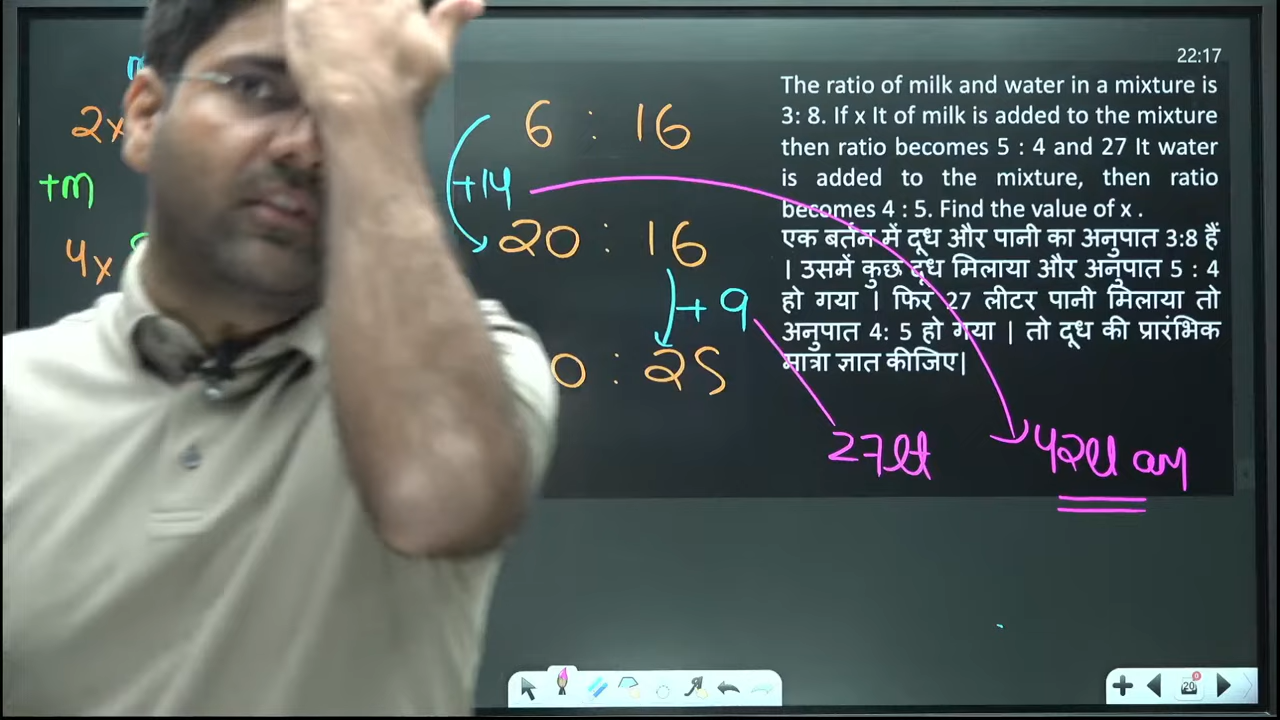 22:17
The ratio of milk and water in a mixture is
3: 8. If x lt of milk is added to the mixture
then ratio becomes 5 : 4 and 27 lt water
is added to the mixture, then ratio
becomes 4 : 5. Find the value of x .
एक बर्तन में दूध और पानी का अनुपात 3:8 हैं
। उसमें कुछ दूध मिलाया और अनुपात 5 : 4
हो गया | फिर 27 लीटर पानी मिलाया तो
अनुपात 4: 5 हो गया | तो दूध की प्रारंभिक
मात्रा ज्ञात कीजिए|
2x
+m
4x
6 : 16
+14
20 : 16
+9
0 : 25
27lt
42lt
20